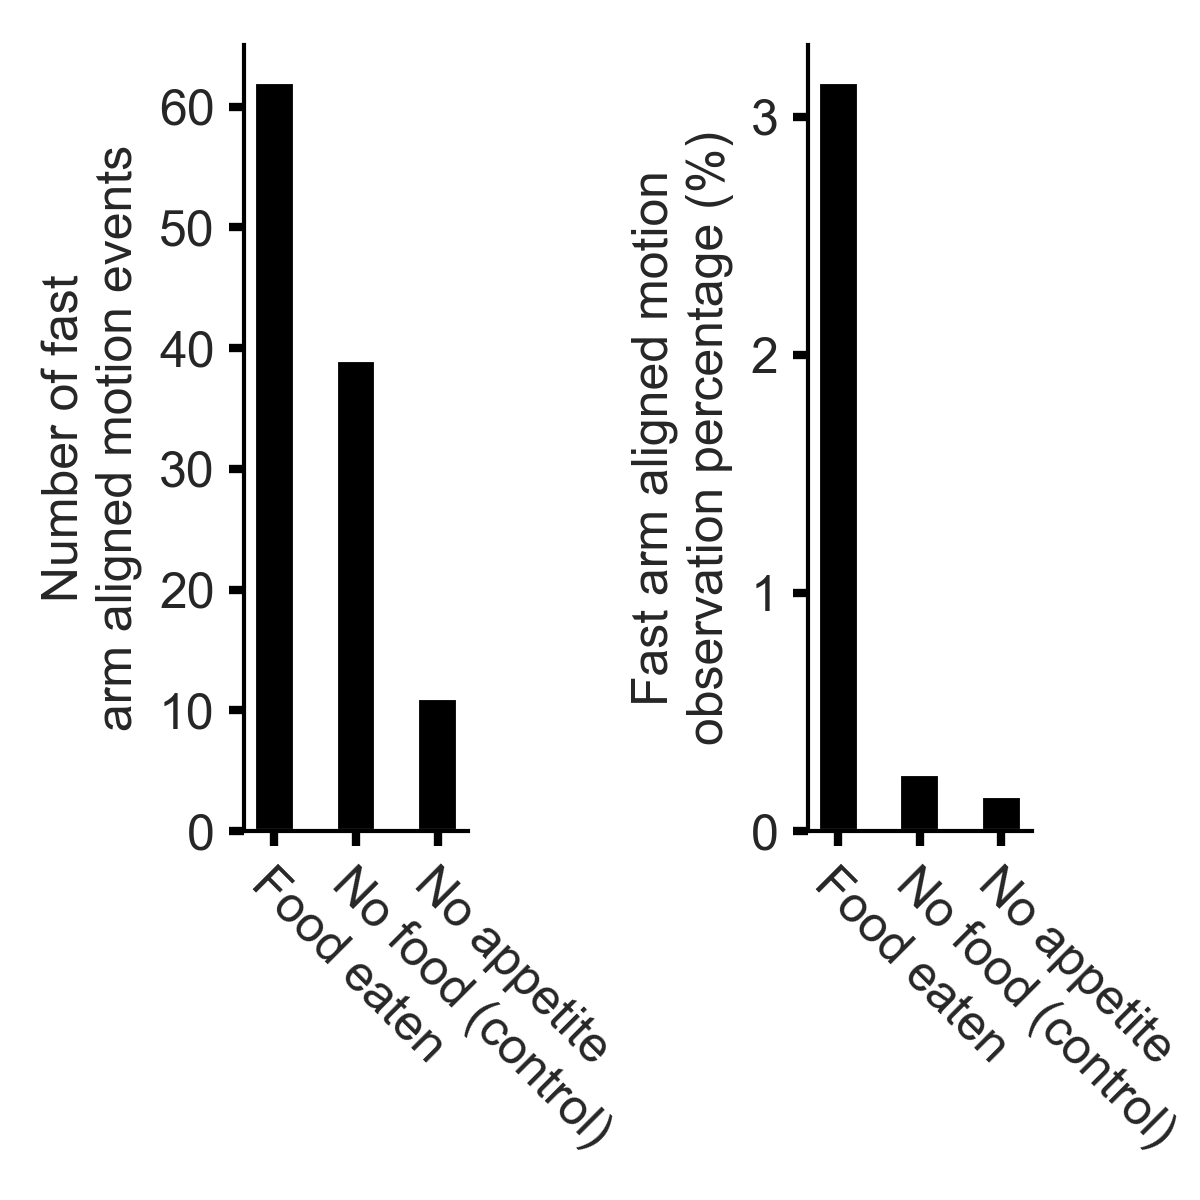 Number of fast
arm aligned motion events
60
50
40
30
20
10
0
Food eaten
No food (control)
No appetite
Fast arm aligned motion
observation percentage (%)
3
2
1
0
Food eaten
No food (control)
No appetite